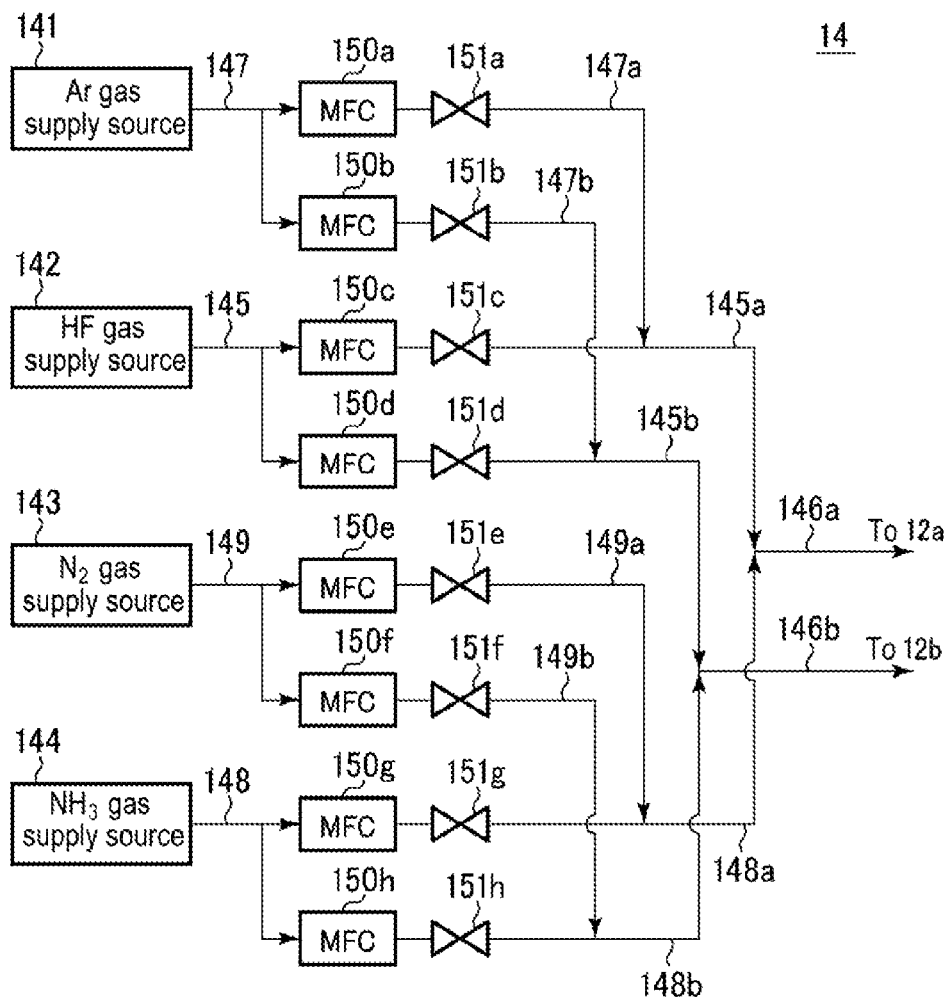 14
141
Ar gas
supply source
147
150a
MFC
151a
147a
150b
MFC
151b
147b
142
HF gas
supply source
145
150c
MFC
151c
145a
150d
MFC
151d
145b
143
N₂ gas
supply source
149
150e
MFC
151e
149a
146a
To 12a
150f
MFC
151f
149b
146b
To 12b
144
NH₃ gas
supply source
148
150g
MFC
151g
148a
150h
MFC
151h
148b